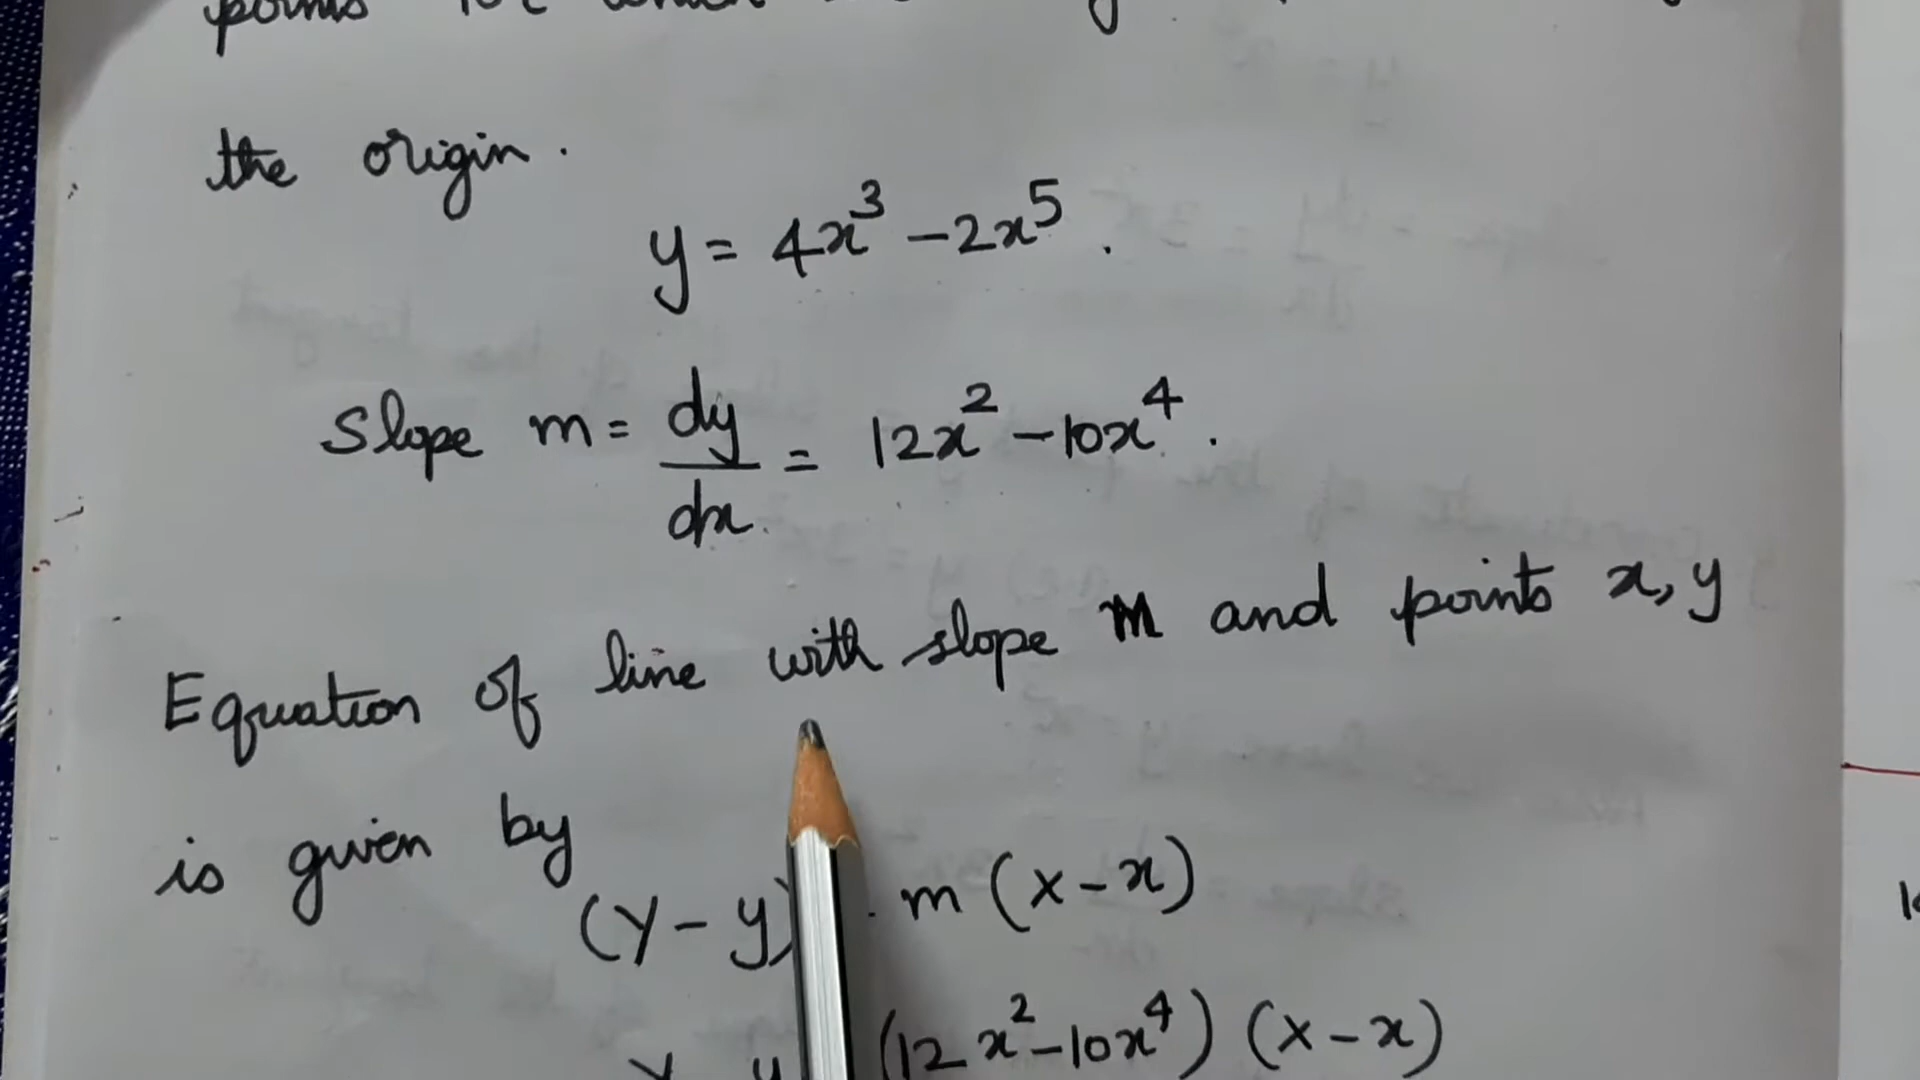 points
the origin.
y = 4x³ - 2x⁵.
Slope m = dy/dx = 12x² - 10x⁴.
Equation of line with slope m and points x, y
is given by
(Y - y) m (X - x)
(12x² - 10x⁴) (X - x)